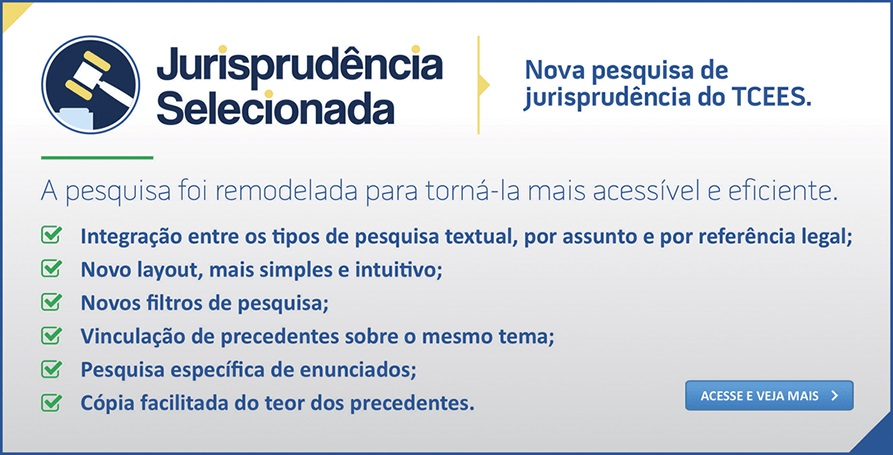 Jurisprudência
Selecionada
Nova pesquisa de
jurisprudência do TCEES.
A pesquisa foi remodelada para torná-la mais acessível e eficiente.
Integração entre os tipos de pesquisa textual, por assunto e por referência legal;
Novo layout, mais simples e intuitivo;
Novos filtros de pesquisa;
Vinculação de precedentes sobre o mesmo tema;
Pesquisa específica de enunciados;
Cópia facilitada do teor dos precedentes.
ACESSE E VEJA MAIS